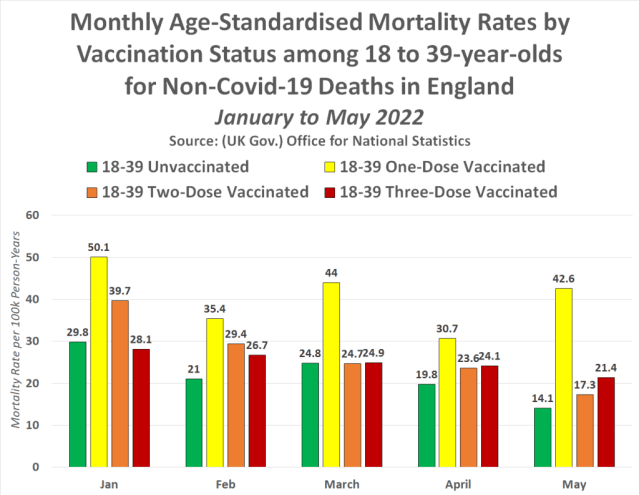 Monthly Age-Standardised Mortality Rates by
Vaccination Status among 18 to 39-year-olds
for Non-Covid-19 Deaths in England
January to May 2022
Source: (UK Gov.) Office for National Statistics
18-39 Unvaccinated 18-39 One-Dose Vaccinated
18-39 Two-Dose Vaccinated 18-39 Three-Dose Vaccinated
Mortality Rate per 100k Person-Years
60
50
40
30
20
10
0
29.8 50.1 39.7 28.1
21 35.4 29.4 26.7
24.8 44 24.7 24.9
19.8 30.7 23.6 24.1
14.1 42.6 17.3 21.4
Jan Feb March April May